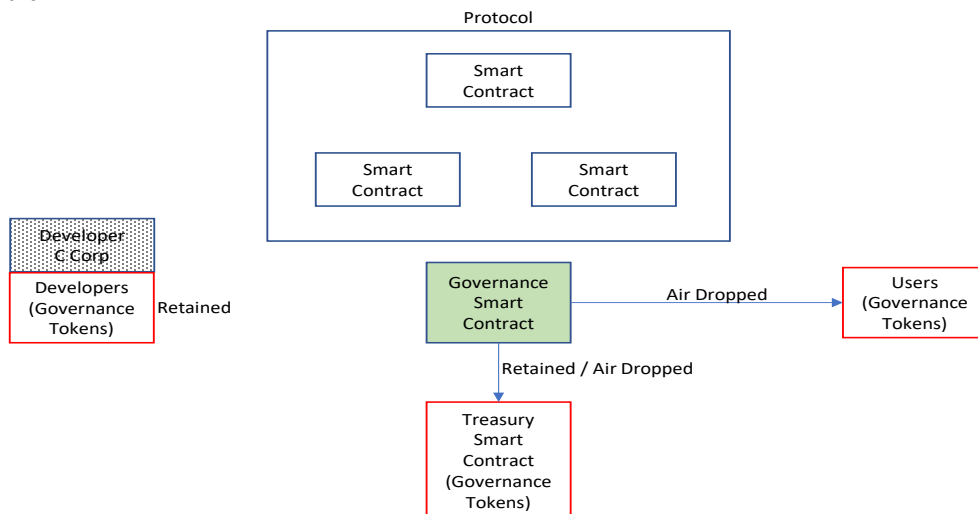 Protocol
Smart
Contract
Smart
Contract
Smart
Contract
Developer
C Corp
Developers
(Governance
Tokens)
Retained
Governance
Smart
Contract
Air Dropped
Users
(Governance
Tokens)
Retained / Air Dropped
Treasury
Smart
Contract
(Governance
Tokens)